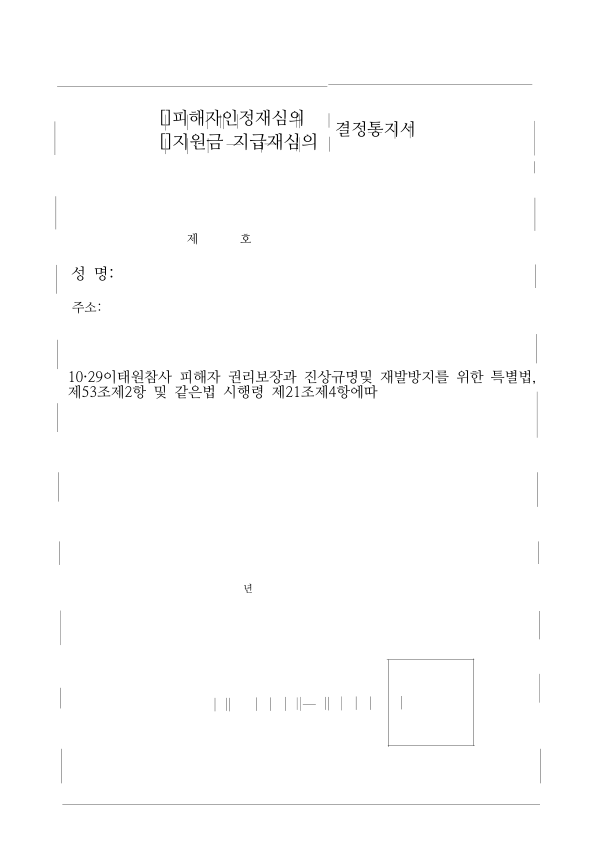 []피해자인정재심의
[]지원금 지급재심의
결정통지서
제 호
성 명:
주소:
10·29이태원참사 피해자 권리보장과 진상규명및 재발방지를 위한 특별법,
제53조제2항 및 같은법 시행령 제21조제4항에따
년